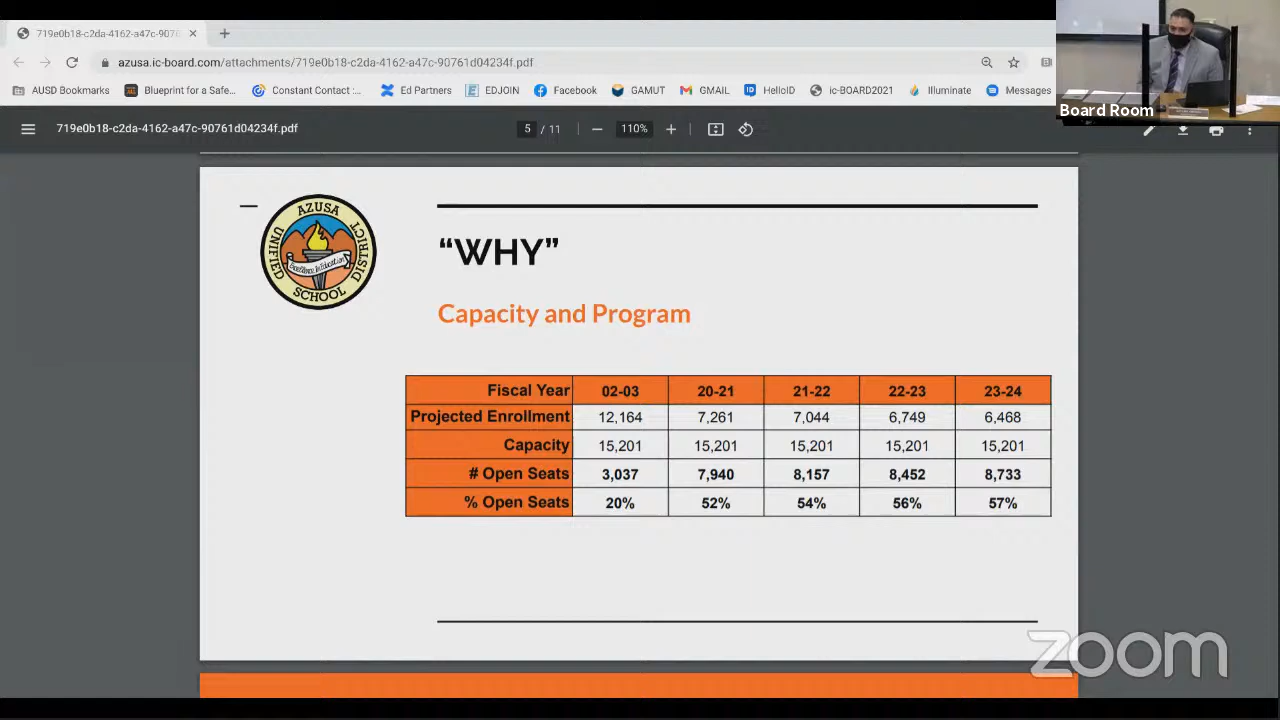 719e0b18-c2da-4162-a47c-9070
azusa.ic-board.com/attachments/719e0b18-c2da-4162-a47c-90761d04234f.pdf
AUSD Bookmarks Blueprint for a Safe... Constant Contact :... Ed Partners EDJOIN Facebook GAMUT GMAIL HelloID ic-BOARD2021 Illuminate Messages
Board Room
719e0b18-c2da-4162-a47c-90761d04234f.pdf 5 / 11 110%
AZUSA
UNIFIED
DISTRICT
Excellence in Education
SCHOOL
“WHY”
Capacity and Program
Fiscal Year 02-03 20-21 21-22 22-23 23-24
Projected Enrollment 12,164 7,261 7,044 6,749 6,468
Capacity 15,201 15,201 15,201 15,201 15,201
# Open Seats 3,037 7,940 8,157 8,452 8,733
% Open Seats 20% 52% 54% 56% 57%
zoom